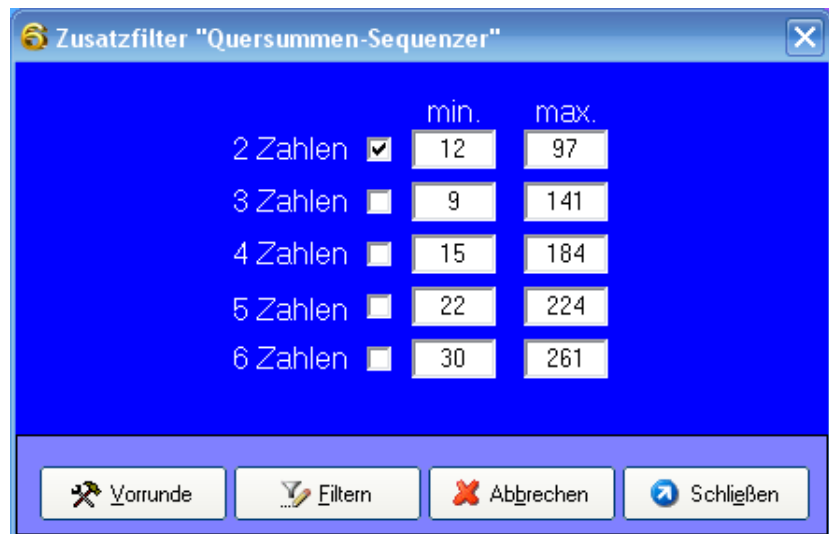 Zusatzfilter "Quersummen-Sequenzer"
min. max.
2 Zahlen 12 97
3 Zahlen 9 141
4 Zahlen 15 184
5 Zahlen 22 224
6 Zahlen 30 261
Vorrunde Filtern Abbrechen Schließen